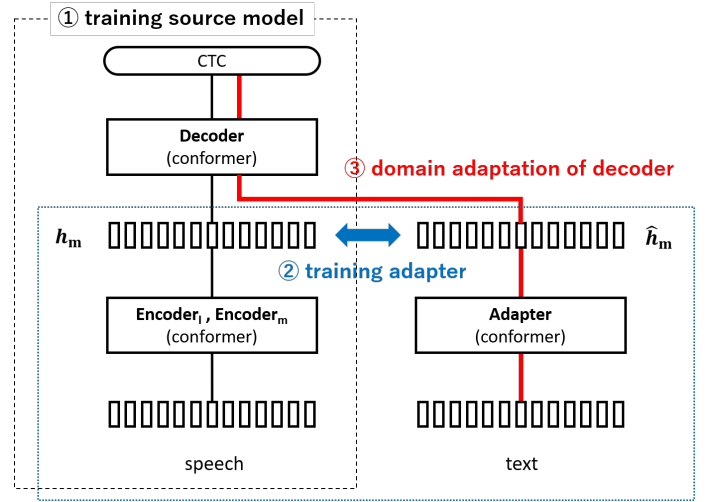 ① training source model
CTC
Decoder
(conformer)
③ domain adaptation of decoder
hₘ
ĥₘ
② training adapter
Encoderₗ , Encoderₘ
(conformer)
Adapter
(conformer)
speech
text